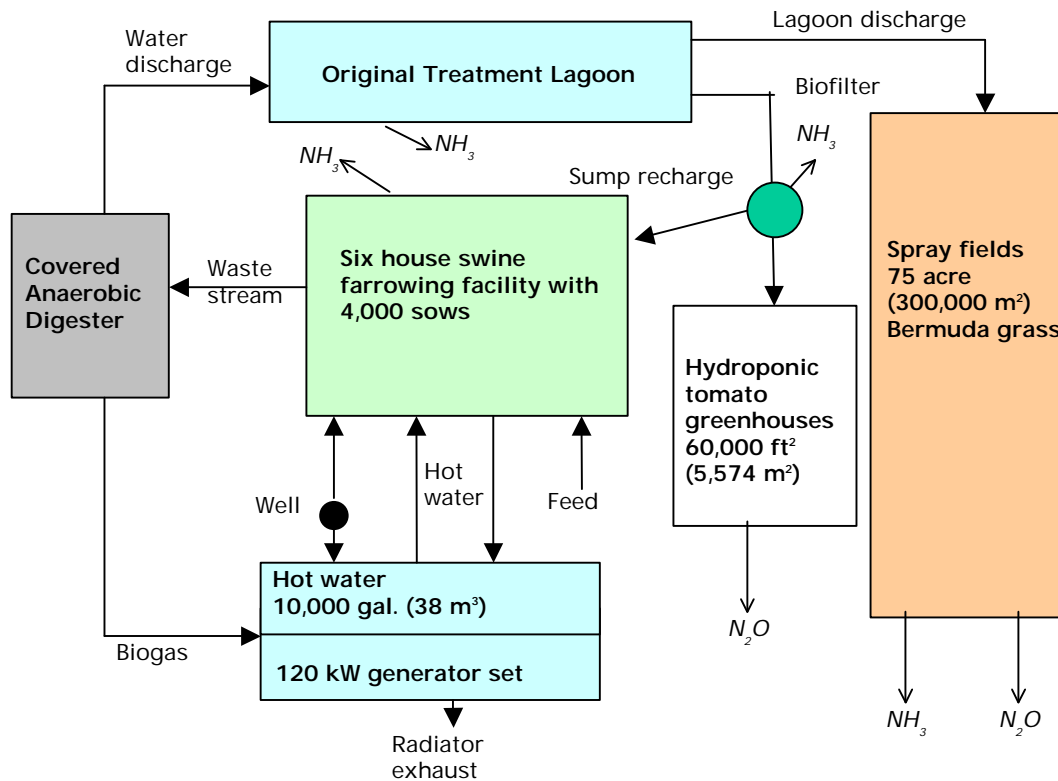 Water
discharge
Original Treatment Lagoon
Lagoon discharge
Biofilter
NH₃
NH₃
NH₃
Sump recharge
Covered
Anaerobic
Digester
Waste
stream
Six house swine
farrowing facility with
4,000 sows
Spray fields
75 acre
(300,000 m²)
Bermuda grass
Hydroponic
tomato
greenhouses
60,000 ft²
(5,574 m²)
Well
Hot
water
Feed
Hot water
10,000 gal. (38 m³)
120 kW generator set
Biogas
Radiator
exhaust
N₂O
NH₃
N₂O